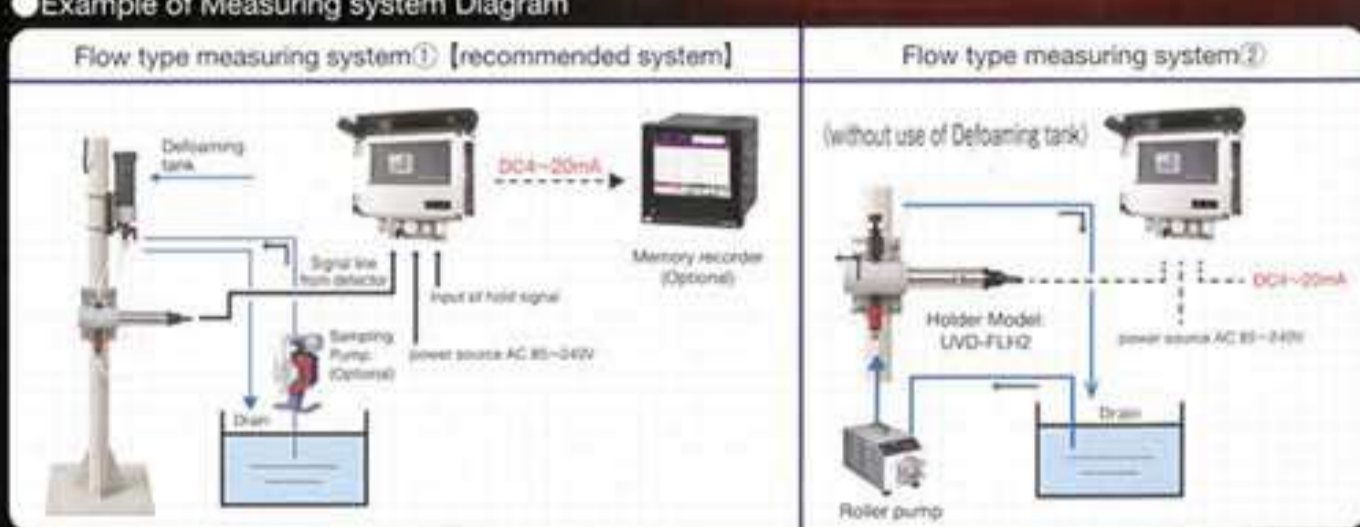 ●Example of Measuring system Diagram
Flow type measuring system① 【recommended system】
Defoaming
tank
DC4~20mA
Memory recorder
(Optional)
Signal line
from detector
Input of hold signal
Sampling
Pump
(Optional)
power source AC 85~240V
Drain
Flow type measuring system②
(without use of Defoaming tank)
Holder Model:
UVD-FLH2
DC4~20mA
power source AC 85~240V
Drain
Roller pump